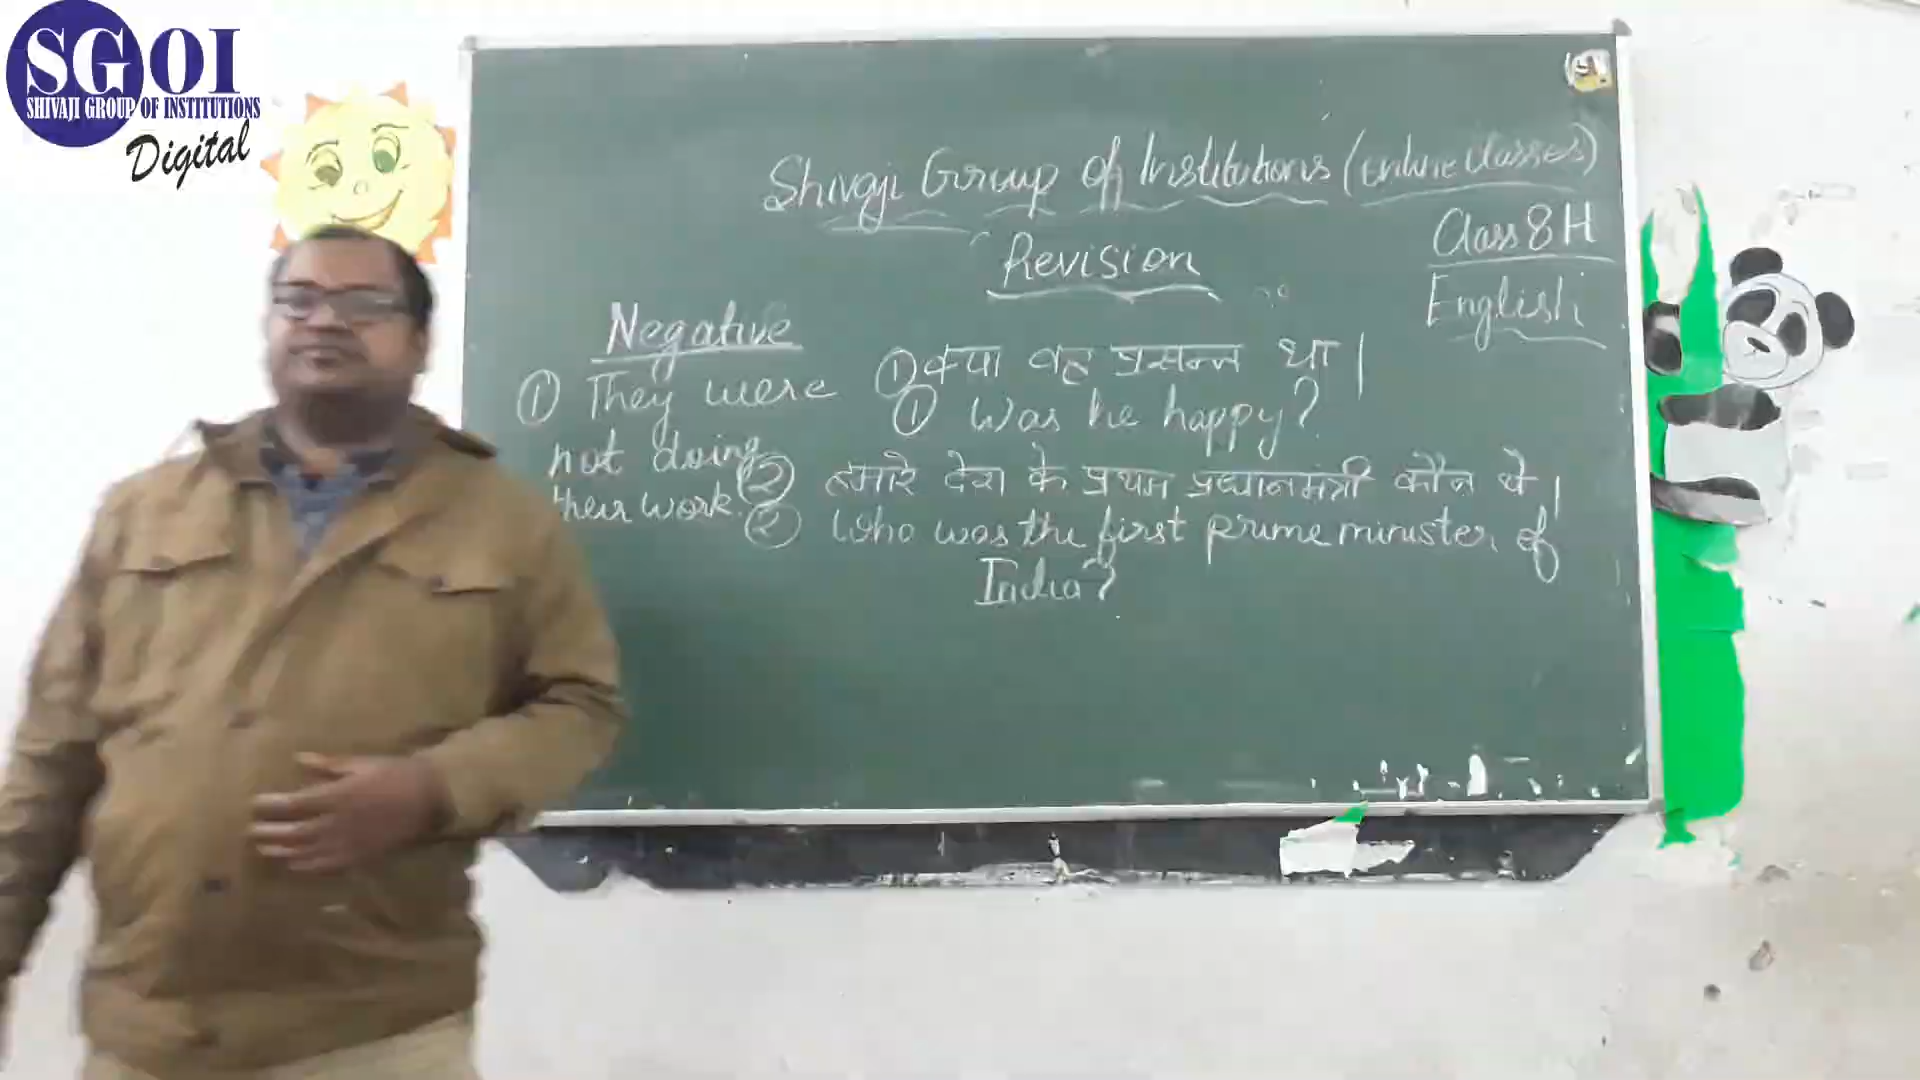 SGOI
SHIVAJI GROUP OF INSTITUTIONS
Digital
Shivaji Group Of Institutions (Online Classes)
Revision
Class 8 H
English
Negative
① They were
not doing
their work.
① क्या वह प्रसन्न था।
① Was he happy?
② हमारे देश के प्रथम प्रधानमंत्री कौन थे।
② Who was the first prime minister of
India?